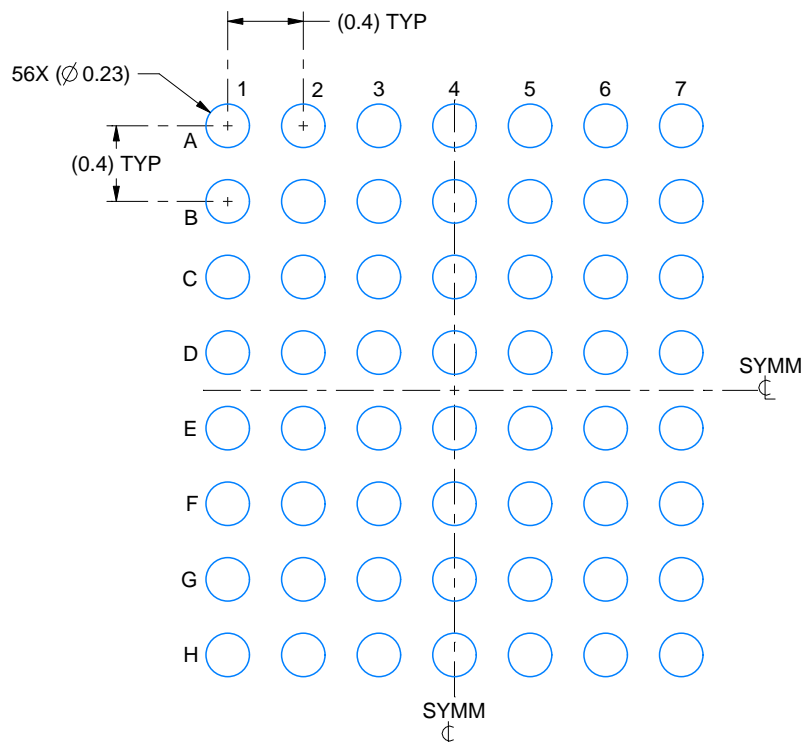 (0.4) TYP
56X (∅ 0.23)
1 2 3 4 5 6 7
A
(0.4) TYP
B
C
D
SYMM
℄
E
F
G
H
SYMM
℄